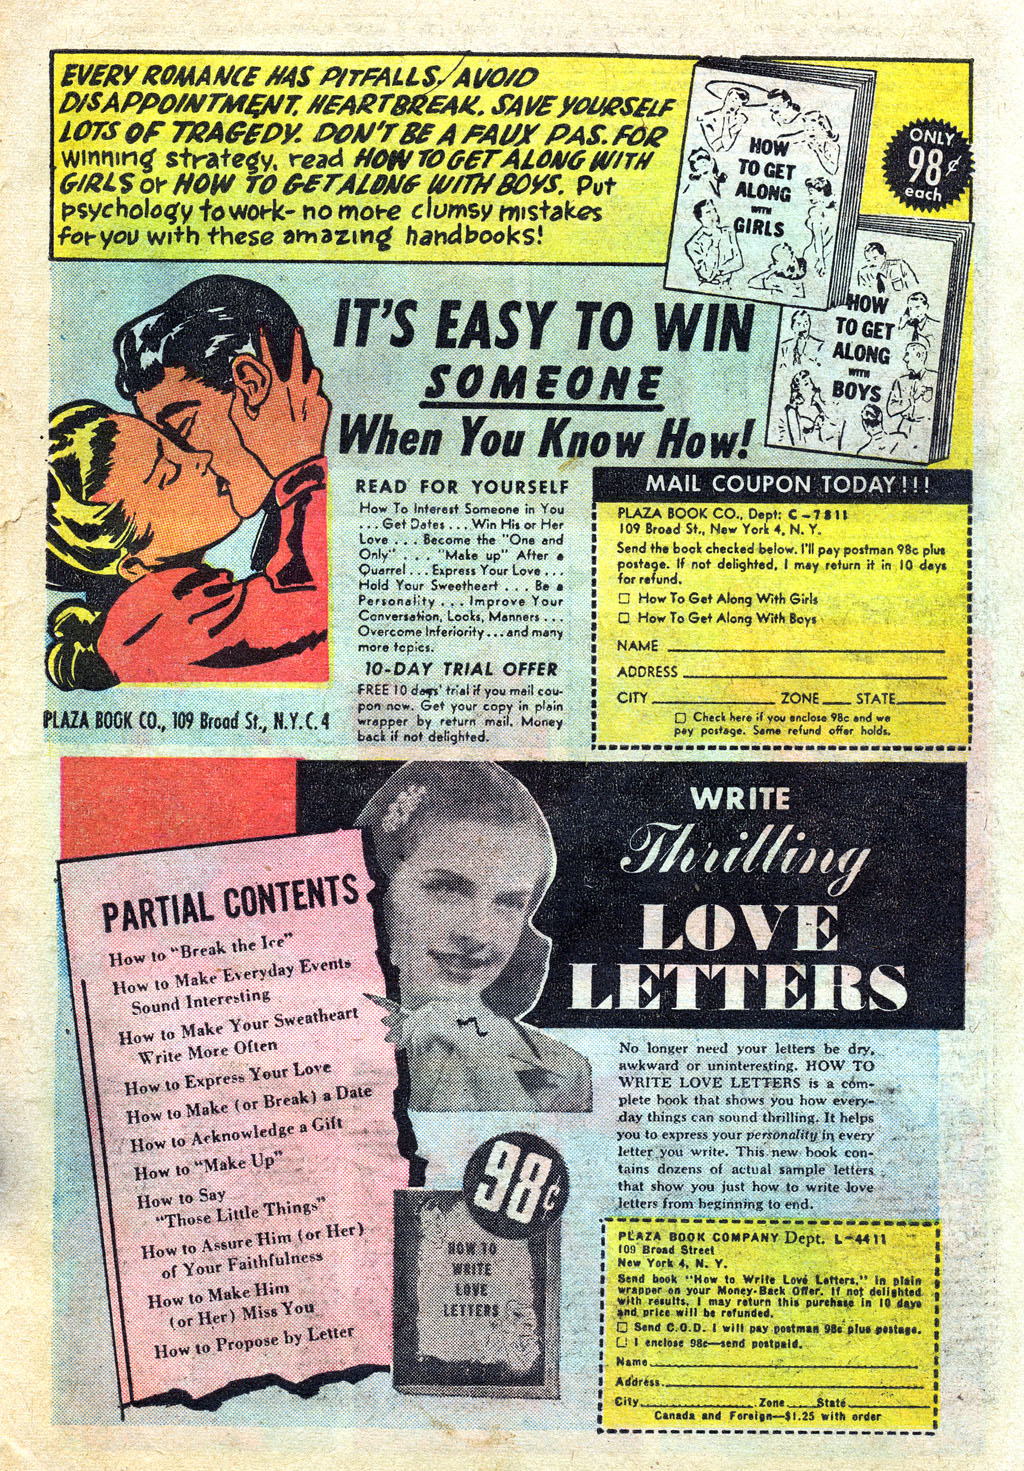 EVERY ROMANCE HAS PITFALLS. AVOID
DISAPPOINTMENT, HEARTBREAK. SAVE YOURSELF
LOTS OF TRAGEDY. DON'T BE A FAUX PAS. FOR
winning strategy, read HOW TO GET ALONG WITH
GIRLS or HOW TO GET ALONG WITH BOYS. Put
psychology to work- no more clumsy mistakes
for you with these amazing handbooks!
HOW
TO GET
ALONG
WITH
GIRLS
ONLY
98¢
each
HOW
TO GET
ALONG
WITH
BOYS
IT'S EASY TO WIN
SOMEONE
When You Know How!
READ FOR YOURSELF
How To Interest Someone in You
... Get Dates ... Win His or Her
Love ... Become the "One and
Only" ... "Make up" After a
Quarrel ... Express Your Love ...
Hold Your Sweetheart ... Be a
Personality ... Improve Your
Conversation, Looks, Manners ...
Overcome Inferiority ... and many
more topics.
10-DAY TRIAL OFFER
FREE 10 days' trial if you mail cou-
pon now. Get your copy in plain
wrapper by return mail. Money
back if not delighted.
PLAZA BOOK CO., 109 Broad St., N.Y.C. 4
MAIL COUPON TODAY!!!
PLAZA BOOK CO., Dept: C-7811
109 Broad St., New York 4, N. Y.
Send the book checked below. I'll pay postman 98c plus
postage. If not delighted, I may return it in 10 days
for refund.
☐ How To Get Along With Girls
☐ How To Get Along With Boys
NAME
ADDRESS
CITY ZONE STATE
☐ Check here if you enclose 98c and we
pay postage. Same refund offer holds.
WRITE
Thrilling
LOVE
LETTERS
PARTIAL CONTENTS
How to "Break the Ice"
How to Make Everyday Events
Sound Interesting
How to Make Your Sweetheart
Write More Often
How to Express Your Love
How to Make (or Break) a Date
How to Acknowledge a Gift
How to "Make Up"
How to Say
"Those Little Things"
How to Assure Him (or Her)
of Your Faithfulness
How to Make Him
(or Her) Miss You
How to Propose by Letter
98¢
HOW TO
WRITE
LOVE
LETTERS
No longer need your letters be dry,
awkward or uninteresting. HOW TO
WRITE LOVE LETTERS is a com-
plete book that shows you how every-
day things can sound thrilling. It helps
you to express your personality in every
letter you write. This new book con-
tains dozens of actual sample letters
that show you just how to write love
letters from beginning to end.
PLAZA BOOK COMPANY Dept. L-4411
109 Broad Street
New York 4, N. Y.
Send book "How to Write Love Letters," in plain
wrapper on your Money-Back Offer. If not delighted
with results, I may return this purchase in 10 days
and price will be refunded.
☐ Send C.O.D. I will pay postman 98c plus postage.
☐ I enclose 98c—send postpaid.
Name
Address
City Zone State
Canada and Foreign—$1.25 with order